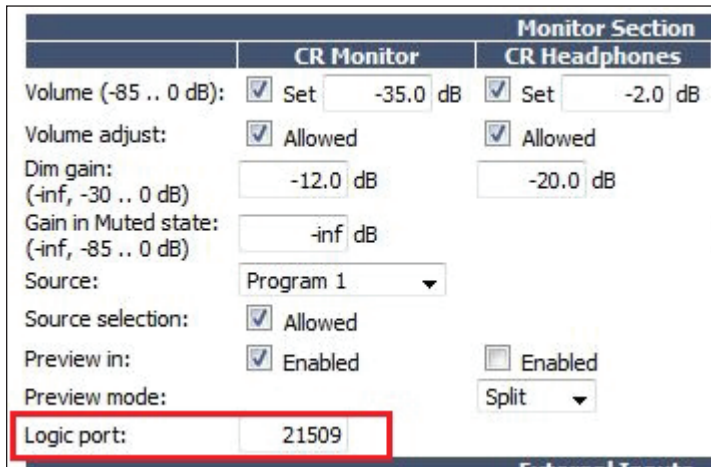 Monitor Section
CR Monitor CR Headphones
Volume (-85 .. 0 dB): Set -35.0 dB Set -2.0 dB
Volume adjust: Allowed Allowed
Dim gain:
(-inf, -30 .. 0 dB) -12.0 dB -20.0 dB
Gain in Muted state:
(-inf, -85 .. 0 dB) -inf dB
Source: Program 1
Source selection: Allowed
Preview in: Enabled Enabled
Preview mode: Split
Logic port: 21509